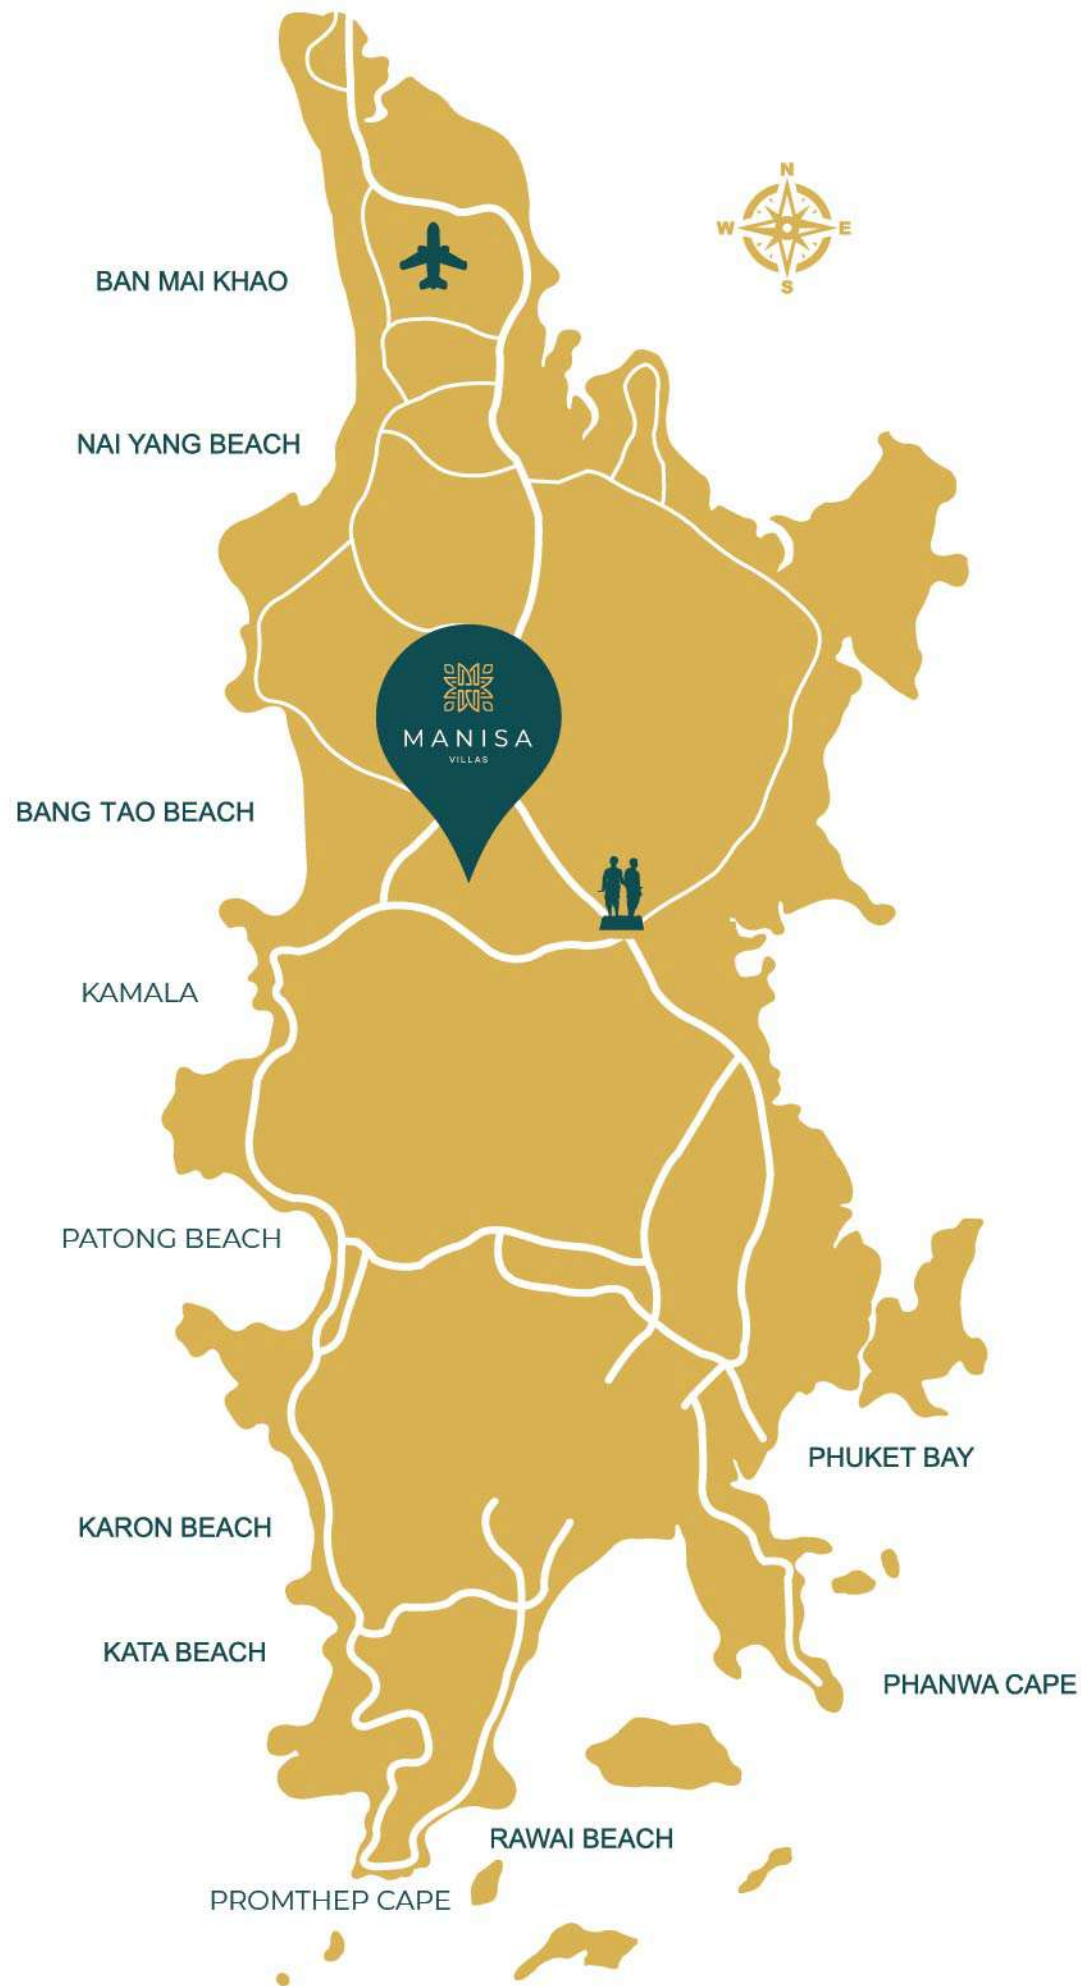 N
W E
S
BAN MAI KHAO
NAI YANG BEACH
MANISA
VILLAS
BANG TAO BEACH
KAMALA
PATONG BEACH
PHUKET BAY
KARON BEACH
KATA BEACH
PHANWA CAPE
RAWAI BEACH
PROMTHEP CAPE